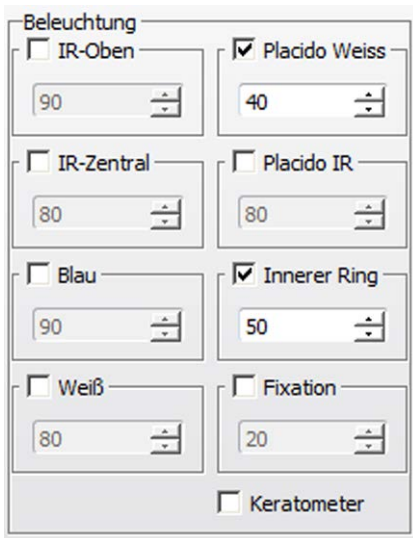 Beleuchtung
IR-Oben
Placido Weiss
90
40
IR-Zentral
Placido IR
80
80
Blau
Innerer Ring
90
50
Weiß
Fixation
80
20
Keratometer